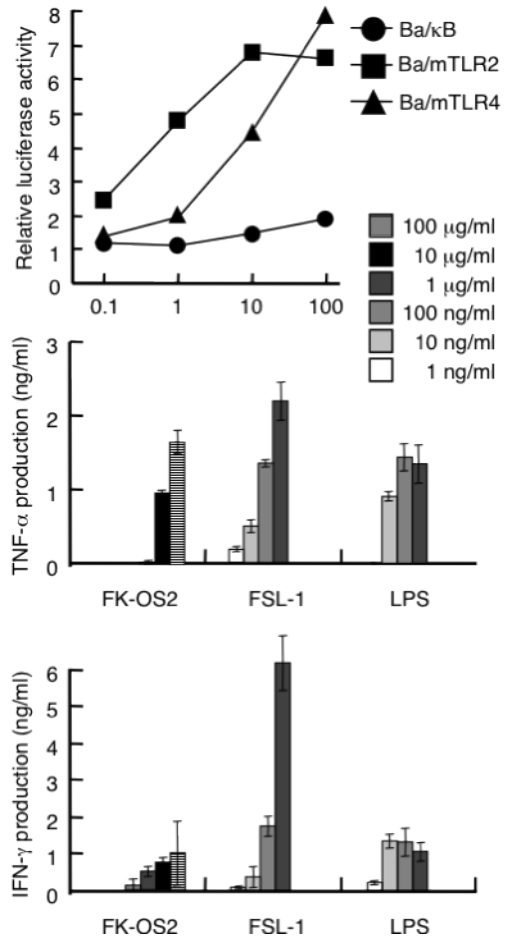 Relative luciferase activity
8
7
6
5
4
3
2
1
0
0.1 1 10 100
Ba/κB
Ba/mTLR2
Ba/mTLR4
100 μg/ml
10 μg/ml
1 μg/ml
100 ng/ml
10 ng/ml
1 ng/ml
TNF-α production (ng/ml)
3
2
1
0
FK-OS2 FSL-1 LPS
IFN-γ production (ng/ml)
6
5
4
3
2
1
0
FK-OS2 FSL-1 LPS